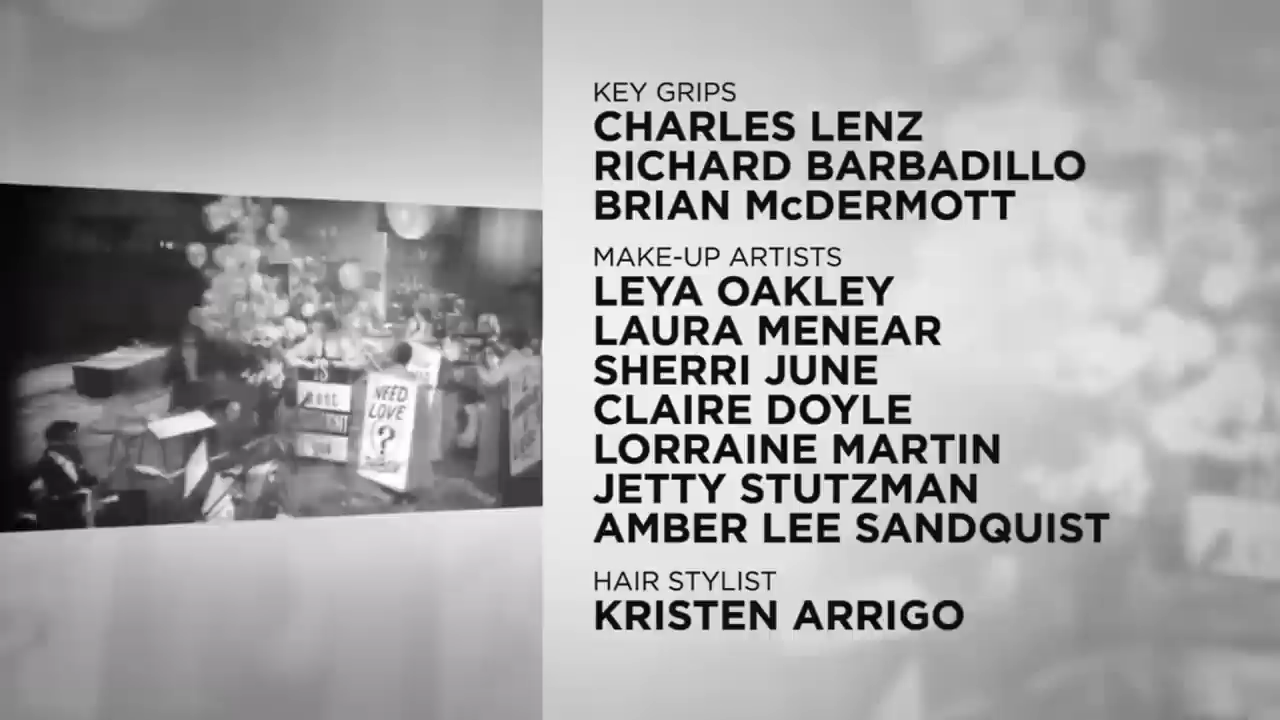 KEY GRIPS
CHARLES LENZ
RICHARD BARBADILLO
BRIAN McDERMOTT
MAKE-UP ARTISTS
LEYA OAKLEY
LAURA MENEAR
SHERRI JUNE
CLAIRE DOYLE
LORRAINE MARTIN
JETTY STUTZMAN
AMBER LEE SANDQUIST
HAIR STYLIST
KRISTEN ARRIGO
NEED
LOVE
?